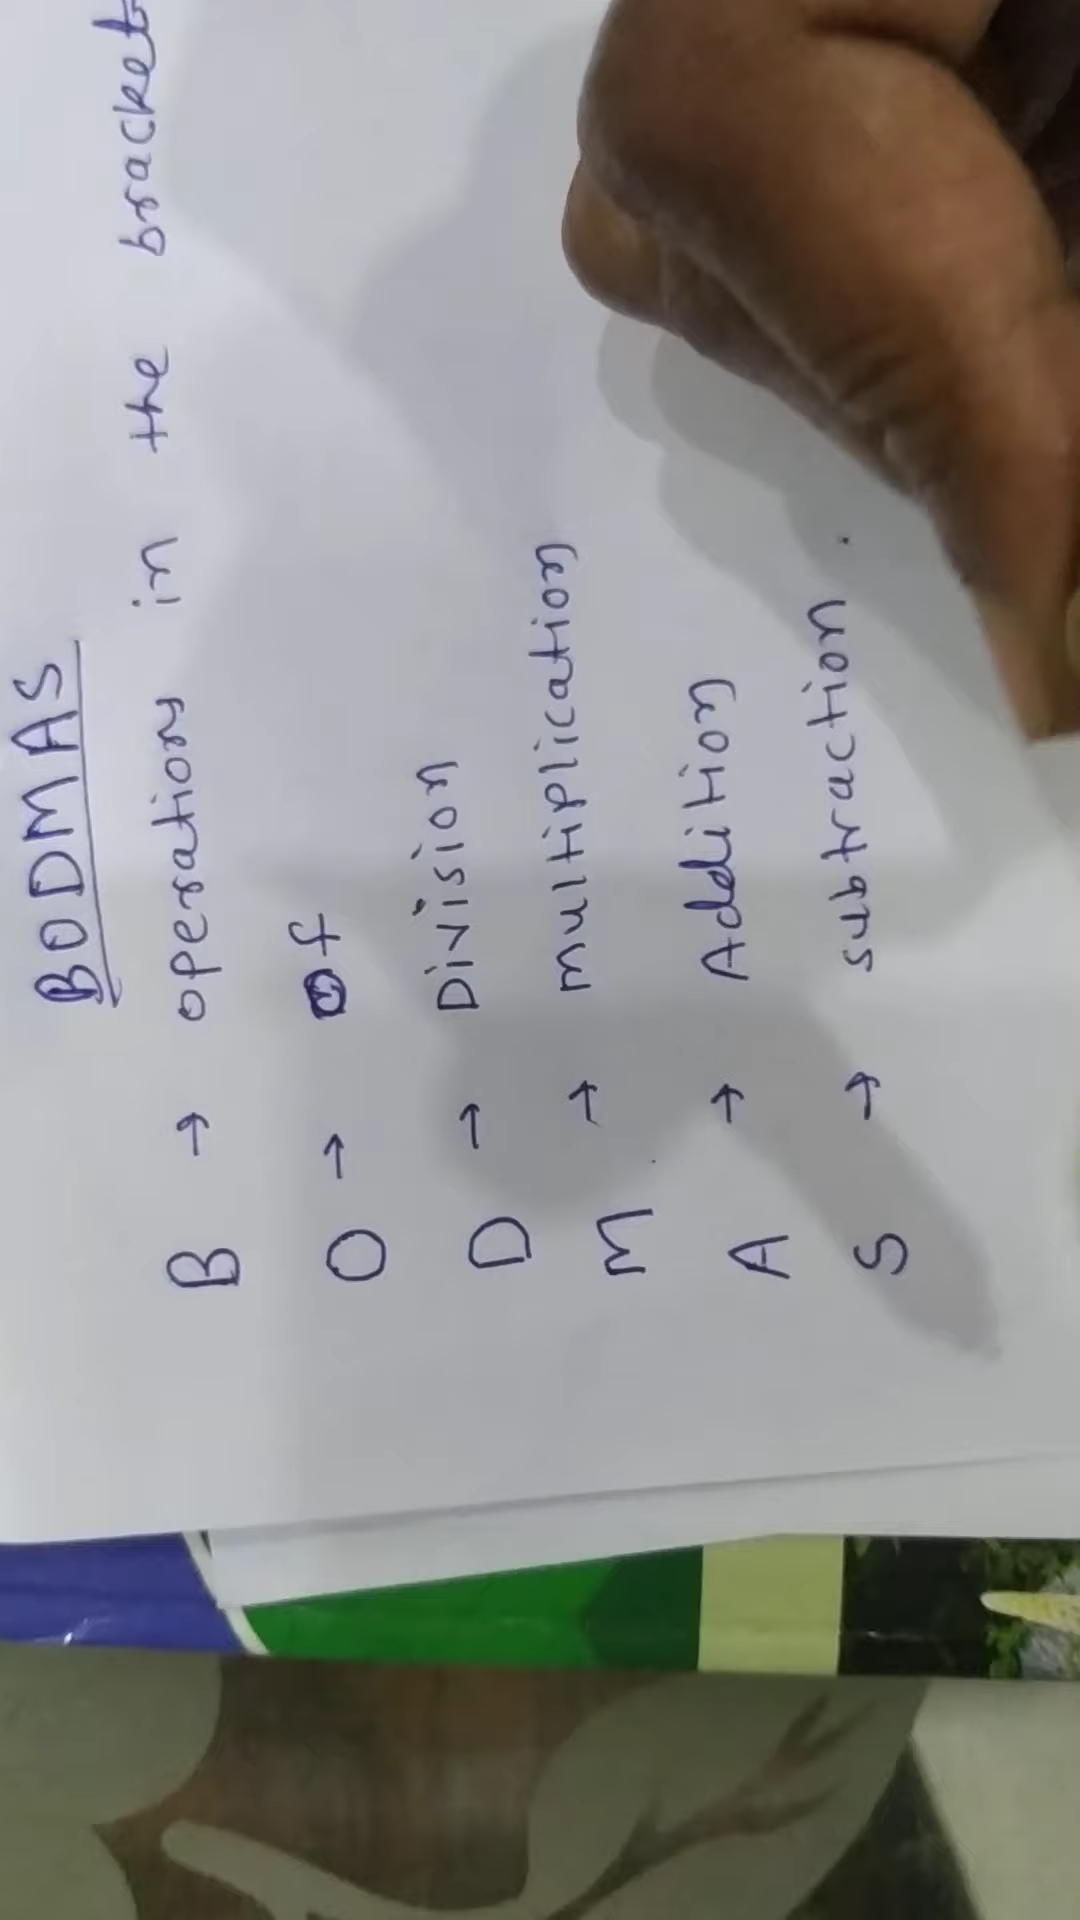 BODMAS
B → operation in the bracket
O → Of
D → Division
M → multiplication
A → Addition
S → subtraction.